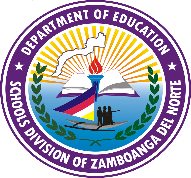 DEPARTMENT OF EDUCATION
SCHOOLS DIVISION OF ZAMBOANGA DEL NORTE